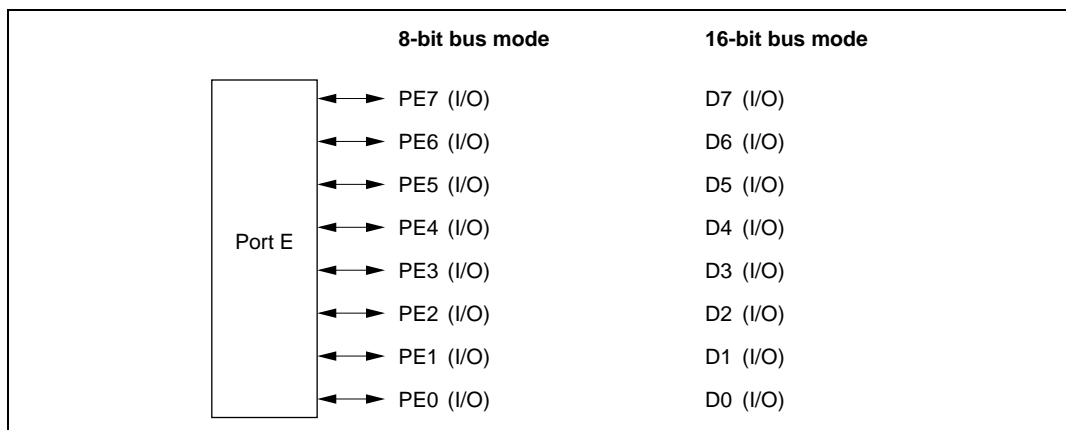 8-bit bus mode 16-bit bus mode
PE7 (I/O) D7 (I/O)
PE6 (I/O) D6 (I/O)
PE5 (I/O) D5 (I/O)
PE4 (I/O) D4 (I/O)
Port E
PE3 (I/O) D3 (I/O)
PE2 (I/O) D2 (I/O)
PE1 (I/O) D1 (I/O)
PE0 (I/O) D0 (I/O)